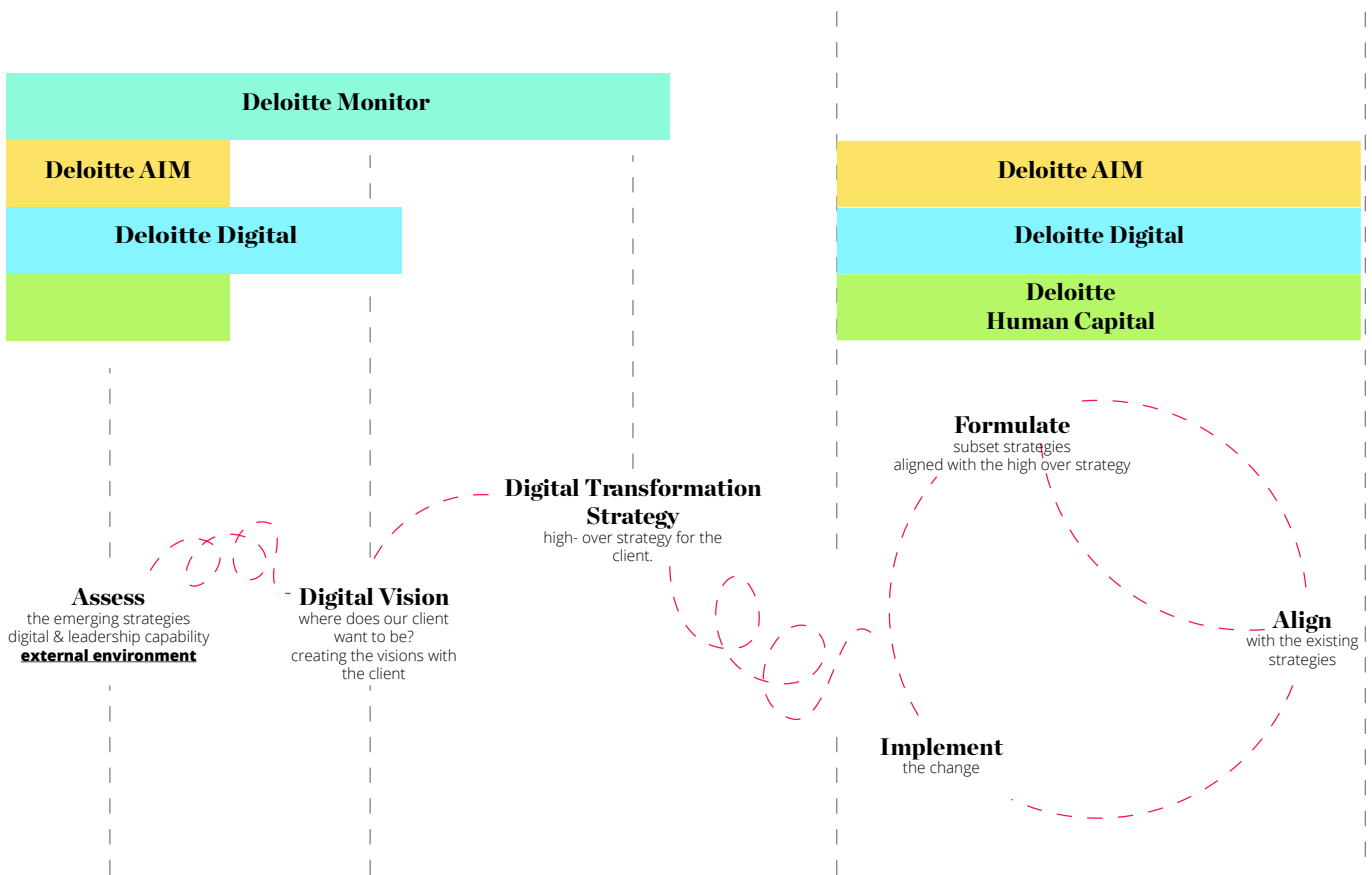 Deloitte Monitor
Deloitte AIM
Deloitte Digital
Deloitte AIM
Deloitte Digital
Deloitte
Human Capital
Assess
the emerging strategies
digital & leadership capability
external environment
Digital Vision
where does our client
want to be?
creating the visions with
the client
Digital Transformation
Strategy
high- over strategy for the
client.
Formulate
subset strategies
aligned with the high over strategy
Align
with the existing
strategies
Implement
the change